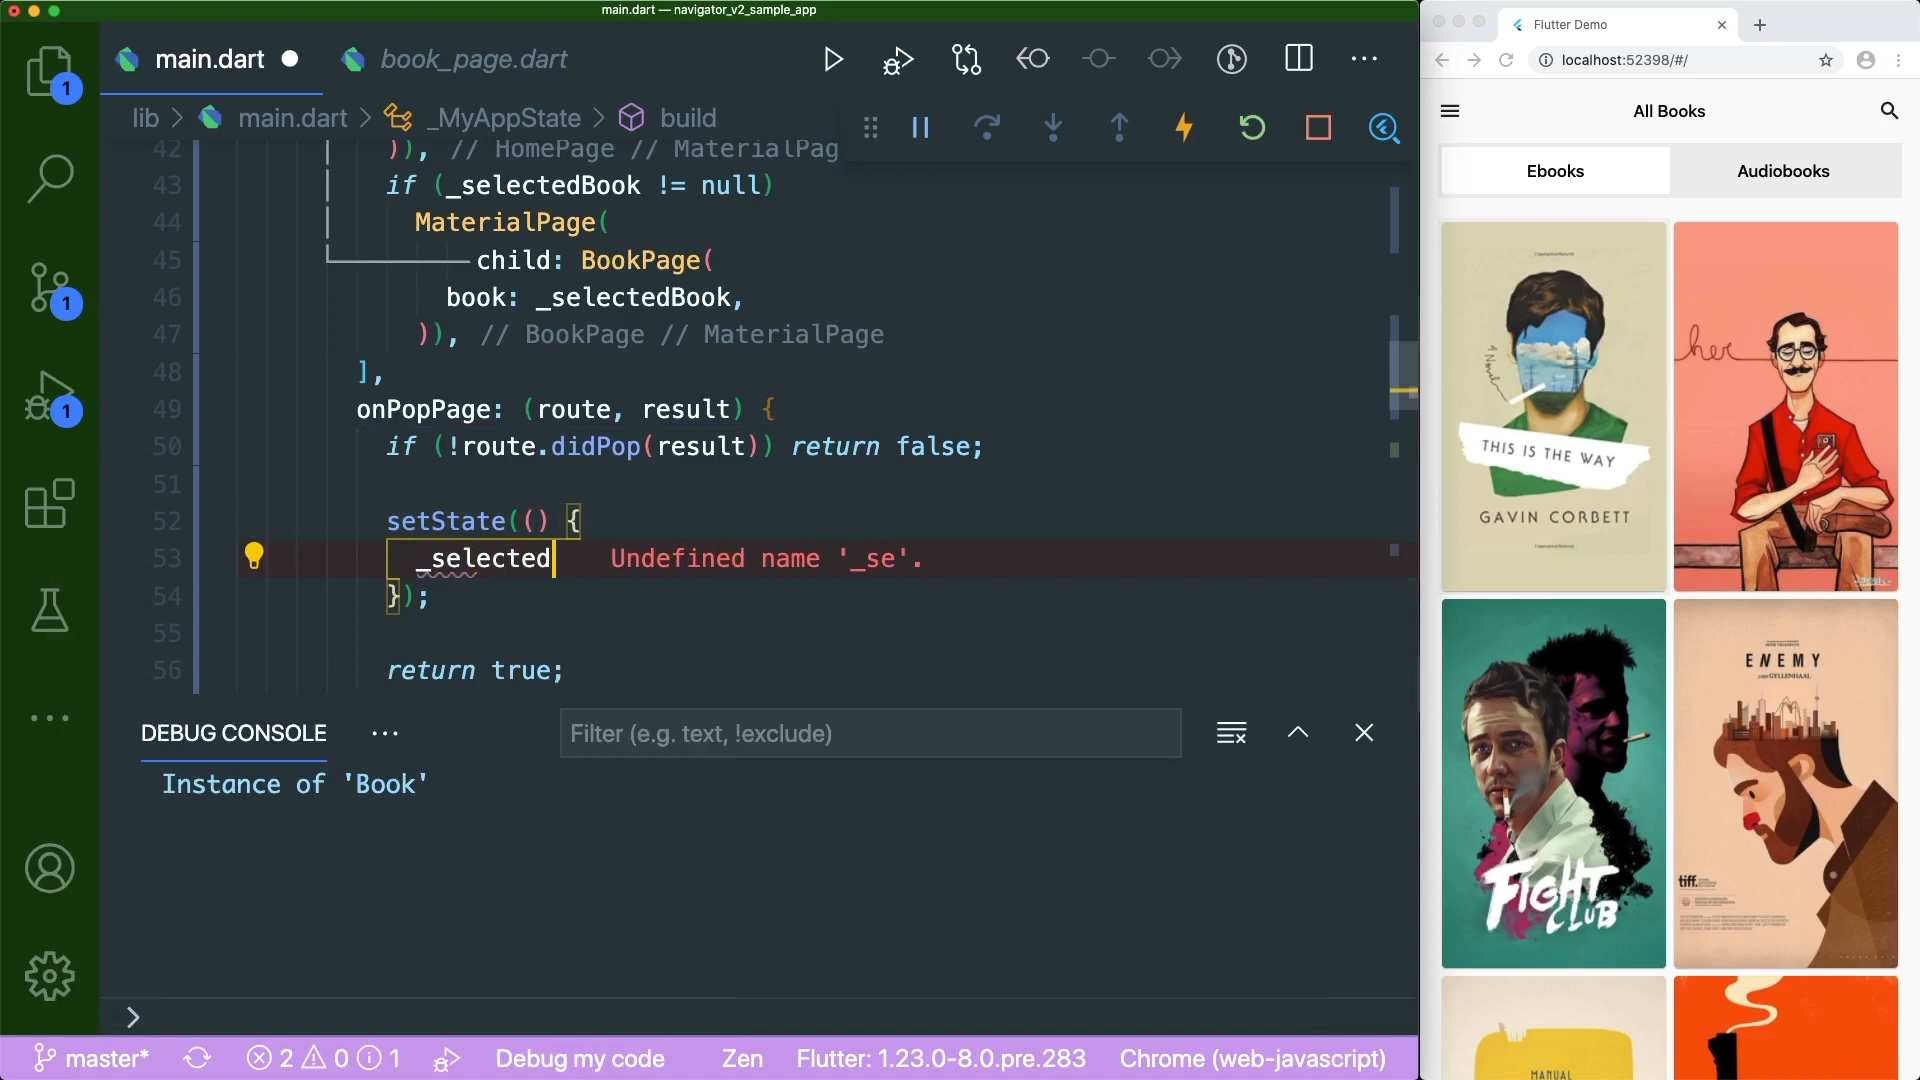 main.dart — navigator_v2_sample_app
main.dart
book_page.dart
lib > main.dart > _MyAppState > build
42 )), // HomePage // MaterialPag
43 if (_selectedBook != null)
44 MaterialPage(
45 child: BookPage(
46 book: _selectedBook,
47 )), // BookPage // MaterialPage
48 ],
49 onPopPage: (route, result) {
50 if (!route.didPop(result)) return false;
51
52 setState(() {
53 _selected Undefined name '_se'.
54 });
55
56 return true;
1
1
1
DEBUG CONSOLE
Filter (e.g. text, !exclude)
Instance of 'Book'
master* 2 0 1 Debug my code Zen Flutter: 1.23.0-8.0.pre.283 Chrome (web-javascript)
Flutter Demo
localhost:52398/#/
All Books
Ebooks Audiobooks
A Novel
THIS IS THE WAY
GAVIN CORBETT
her
FIGHT
CLUB
ENEMY
GYLLENHAAL
tiff.
MANUAL